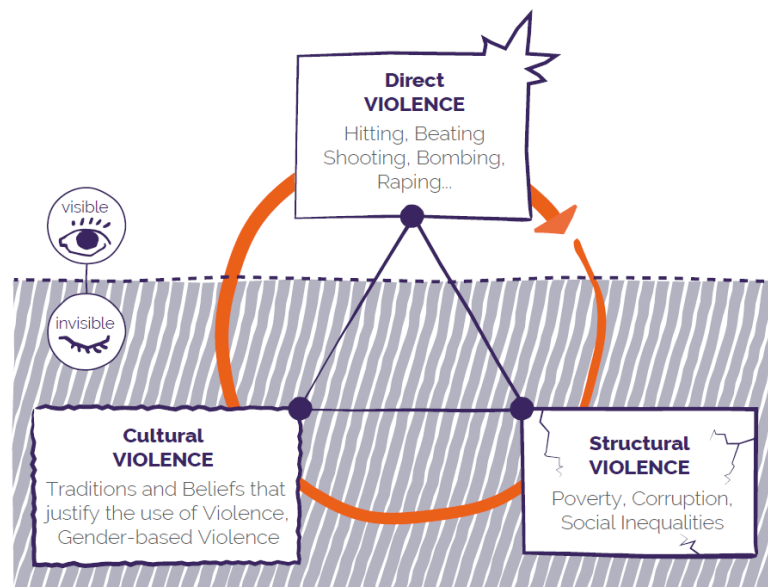 Direct
VIOLENCE
Hitting, Beating
Shooting, Bombing,
Raping...
visible
invisible
Cultural
VIOLENCE
Traditions and Beliefs that
justify the use of Violence,
Gender-based Violence
Structural
VIOLENCE
Poverty, Corruption,
Social Inequalities